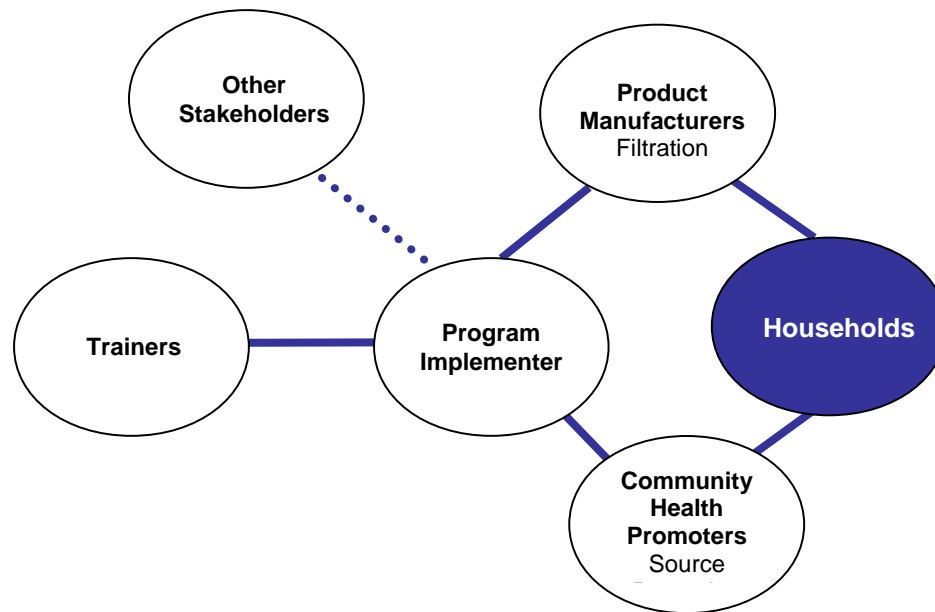 Other
Stakeholders
Product
Manufacturers
Filtration
Trainers
Program
Implementer
Households
Community
Health
Promoters
Source